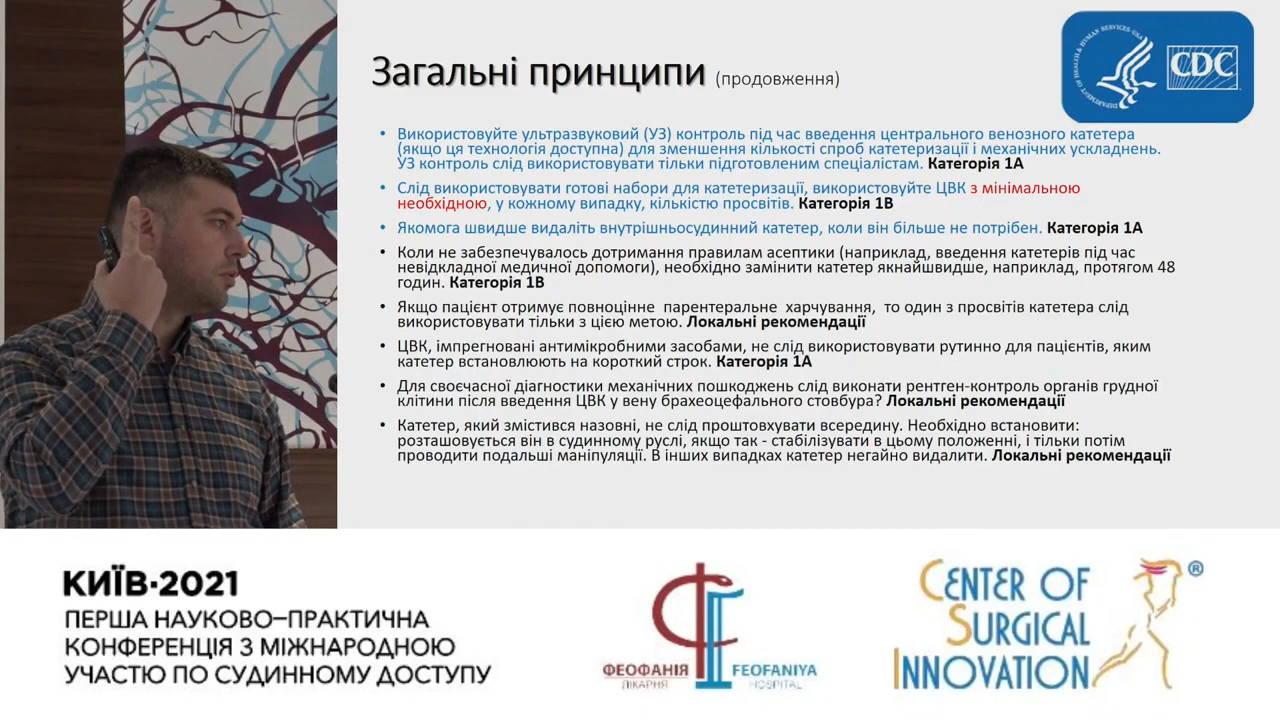 Загальні принципи (продовження)
DEPARTMENT OF HEALTH & HUMAN SERVICES • USA
CDC
• Використовуйте ультразвуковий (УЗ) контроль під час введення центрального венозного катетера
(якщо ця технологія доступна) для зменшення кількості спроб катетеризації і механічних ускладнень.
УЗ контроль слід використовувати тільки підготовленим спеціалістам. Категорія 1А
• Слід використовувати готові набори для катетеризації, використовуйте ЦВК з мінімальною
необхідною, у кожному випадку, кількістю просвітів. Категорія 1В
• Якомога швидше видаліть внутрішньосудинний катетер, коли він більше не потрібен. Категорія 1А
• Коли не забезпечувалось дотримання правилам асептики (наприклад, введення катетерів під час
невідкладної медичної допомоги), необхідно замінити катетер якнайшвидше, наприклад, протягом 48
годин. Категорія 1В
• Якщо пацієнт отримує повноцінне парентеральне харчування, то один з просвітів катетера слід
використовувати тільки з цією метою. Локальні рекомендації
• ЦВК, імпрегновані антимікробними засобами, не слід використовувати рутинно для пацієнтів, яким
катетер встановлюють на короткий строк. Категорія 1А
• Для своєчасної діагностики механічних пошкоджень слід виконати рентген-контроль органів грудної
клітини після введення ЦВК у вену брахеоцефального стовбура? Локальні рекомендації
• Катетер, який змістився назовні, не слід проштовхувати всередину. Необхідно встановити:
розташовується він в судинному руслі, якщо так - стабілізувати в цьому положенні, і тільки потім
проводити подальші маніпуляції. В інших випадках катетер негайно видалити. Локальні рекомендації
КИЇВ·2021
ПЕРША НАУКОВО–ПРАКТИЧНА
КОНФЕРЕНЦІЯ З МІЖНАРОДНОЮ
УЧАСТЮ ПО СУДИННОМУ ДОСТУПУ
ФЕОФАНІЯ
ЛІКАРНЯ
FEOFANIYA
HOSPITAL
CENTER OF
SURGICAL
INNOVATION
®